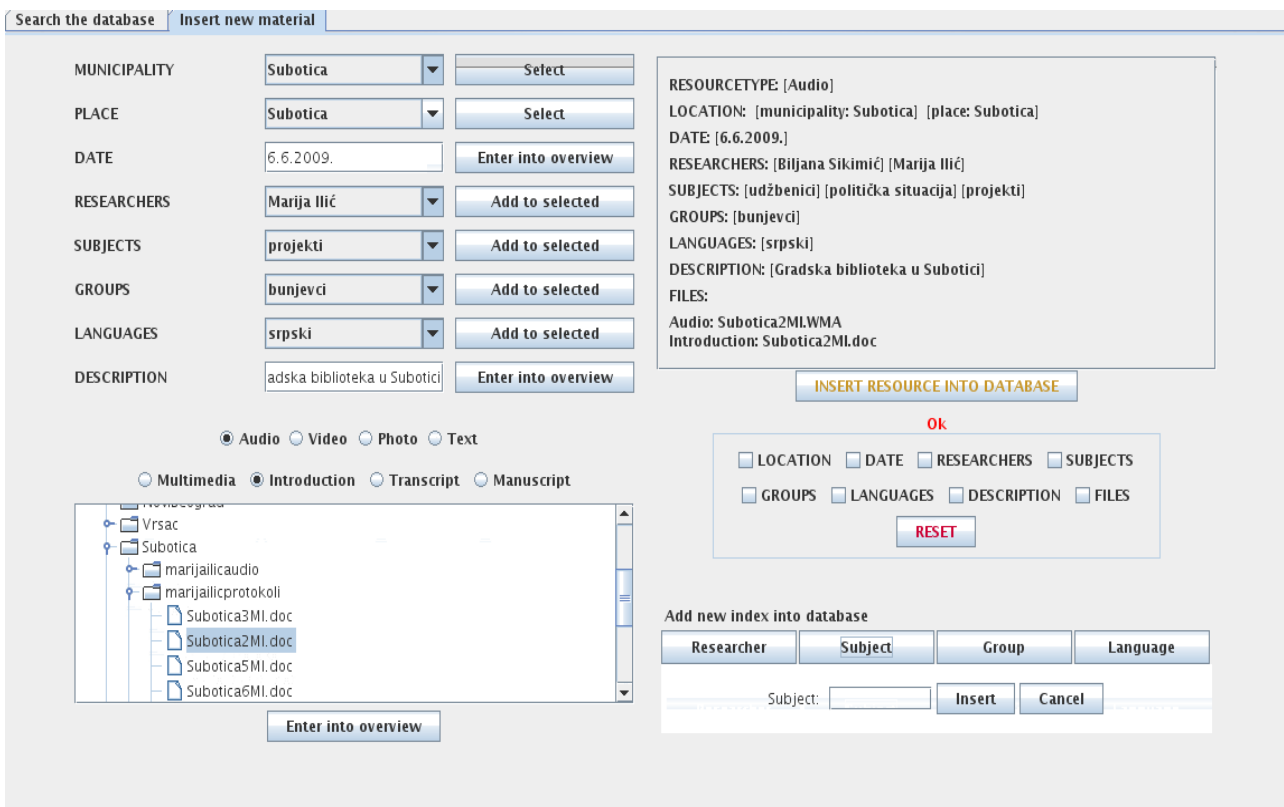 Search the database
Insert new material
MUNICIPALITY Subotica Select
PLACE Subotica Select
DATE 6.6.2009. Enter into overview
RESEARCHERS Marija Ilić Add to selected
SUBJECTS projekti Add to selected
GROUPS bunjevci Add to selected
LANGUAGES srpski Add to selected
DESCRIPTION adska biblioteka u Subotici Enter into overview
Audio Video Photo Text
Multimedia Introduction Transcript Manuscript
NoviBeograd
Vrsac
Subotica
marijailicaudio
marijailicprotokoli
Subotica3MI.doc
Subotica2MI.doc
Subotica5MI.doc
Subotica6MI.doc
Enter into overview
RESOURCETYPE: [Audio]
LOCATION: [municipality: Subotica] [place: Subotica]
DATE: [6.6.2009.]
RESEARCHERS: [Biljana Sikimić] [Marija Ilić]
SUBJECTS: [udžbenici] [politička situacija] [projekti]
GROUPS: [bunjevci]
LANGUAGES: [srpski]
DESCRIPTION: [Gradska biblioteka u Subotici]
FILES:
Audio: Subotica2MI.WMA
Introduction: Subotica2MI.doc
INSERT RESOURCE INTO DATABASE
Ok
LOCATION DATE RESEARCHERS SUBJECTS
GROUPS LANGUAGES DESCRIPTION FILES
RESET
Add new index into database
Researcher Subject Group Language
Subject: Insert Cancel